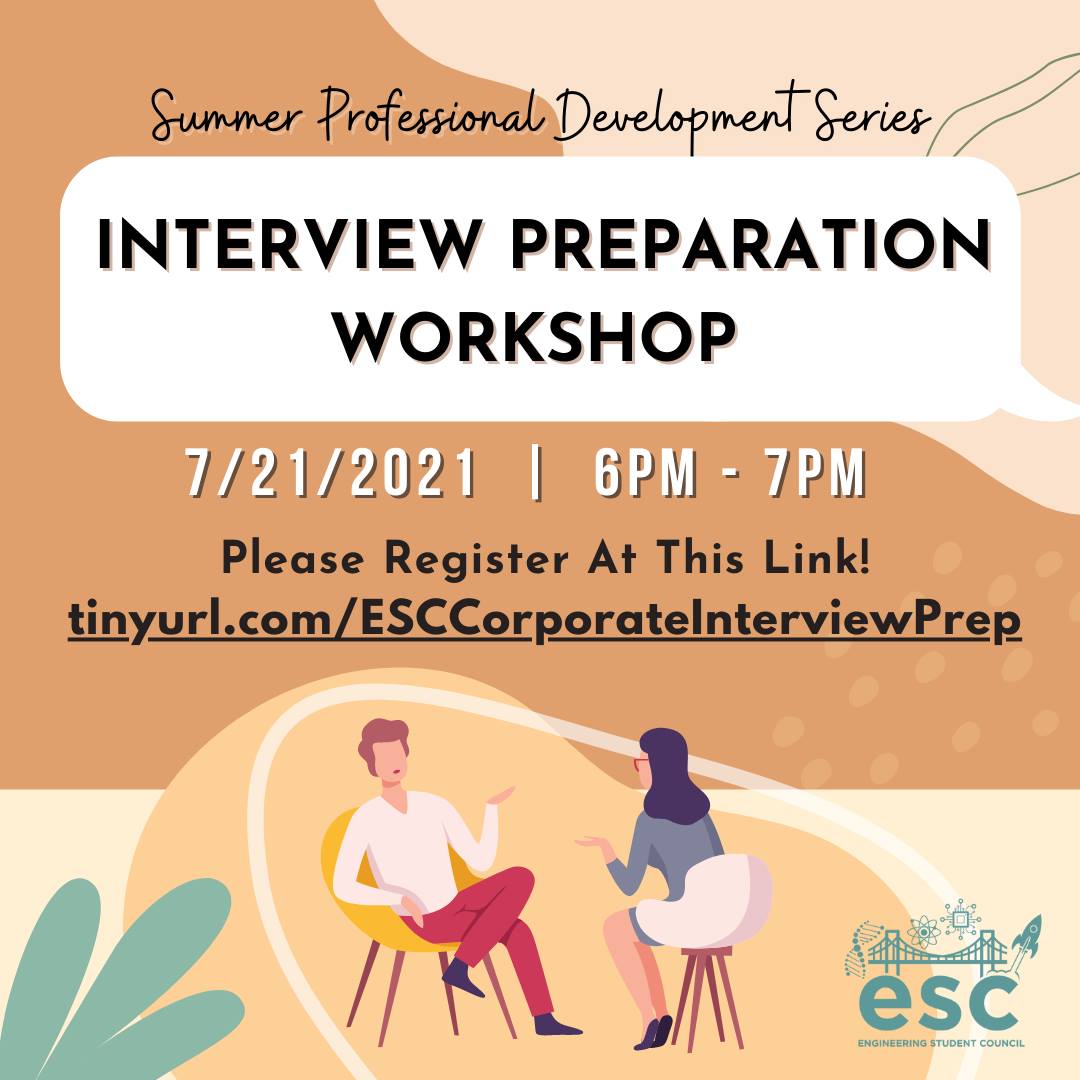 Summer Professional Development Series
INTERVIEW PREPARATION
WORKSHOP
7/21/2021 | 6PM - 7PM
Please Register At This Link!
tinyurl.com/ESCCorporateInterviewPrep
esc
ENGINEERING STUDENT COUNCIL